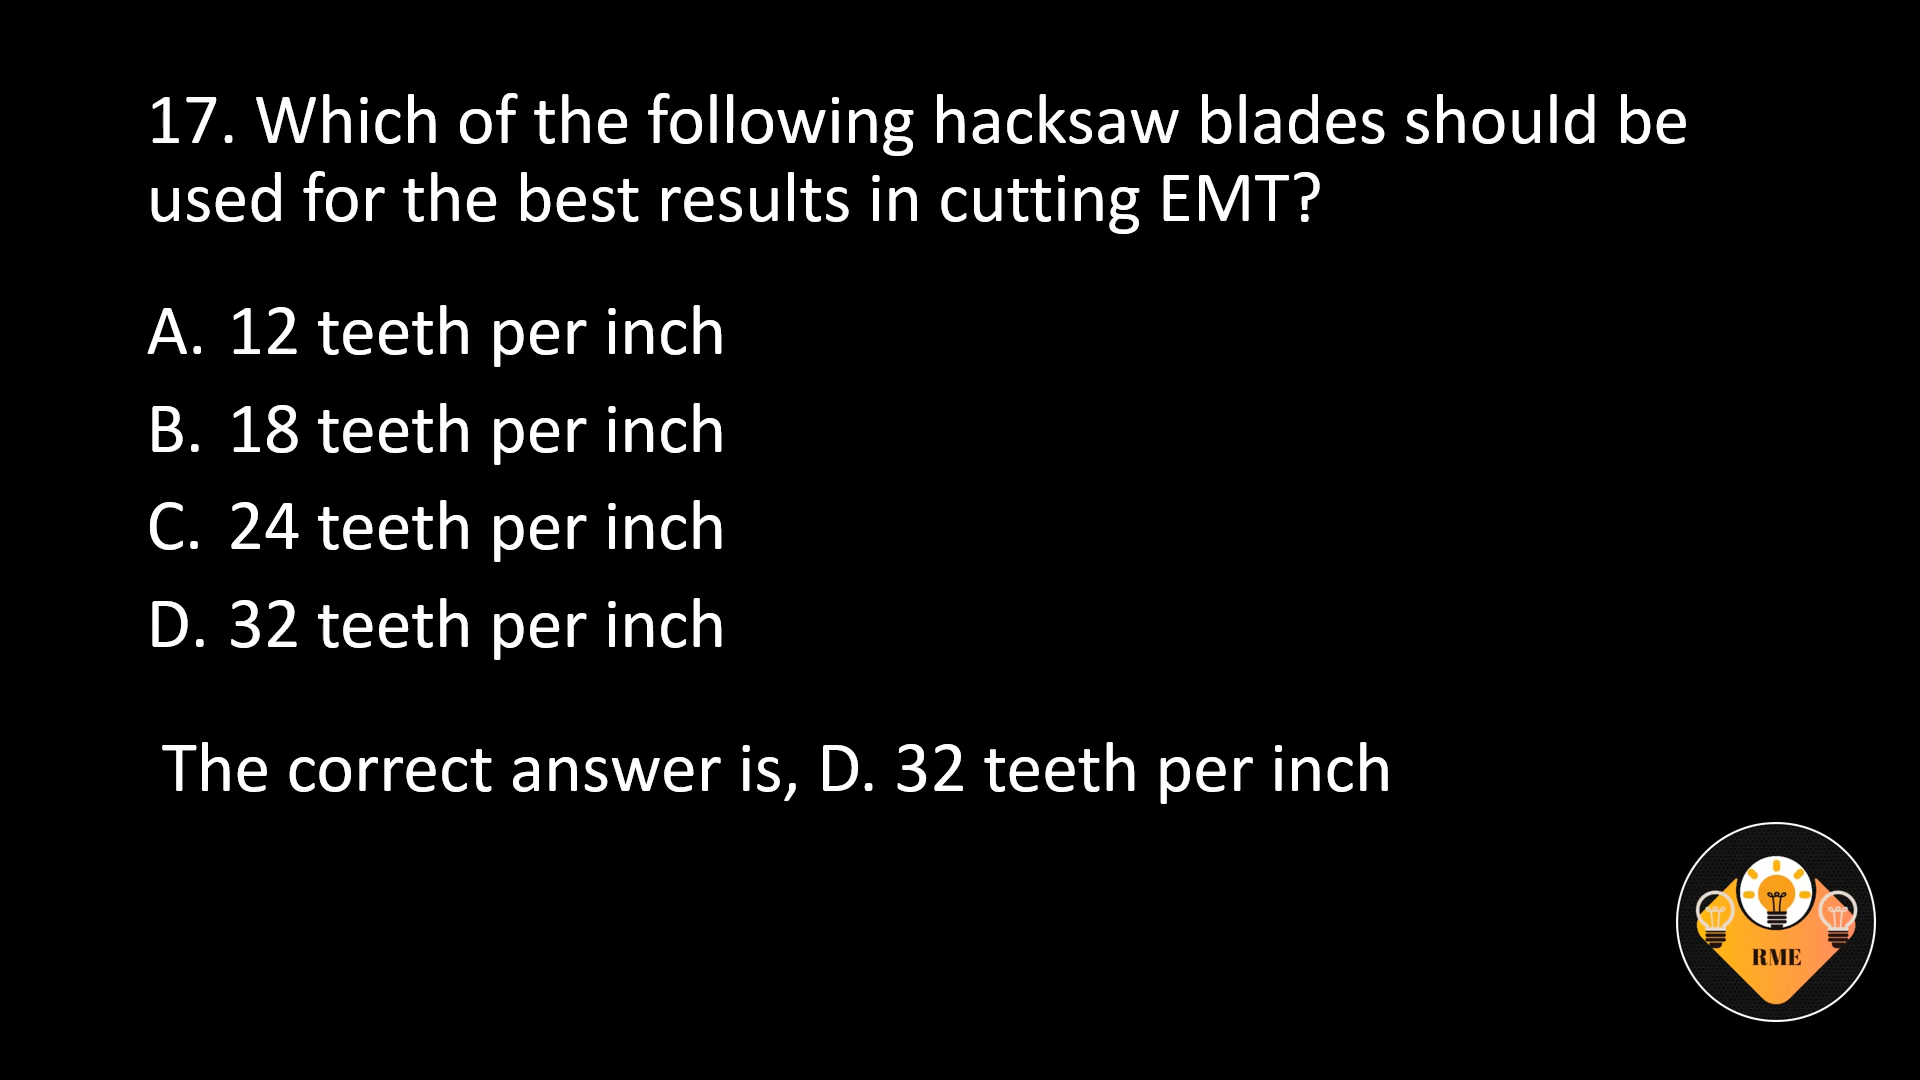 17. Which of the following hacksaw blades should be
used for the best results in cutting EMT?
A. 12 teeth per inch
B. 18 teeth per inch
C. 24 teeth per inch
D. 32 teeth per inch
The correct answer is, D. 32 teeth per inch
RME